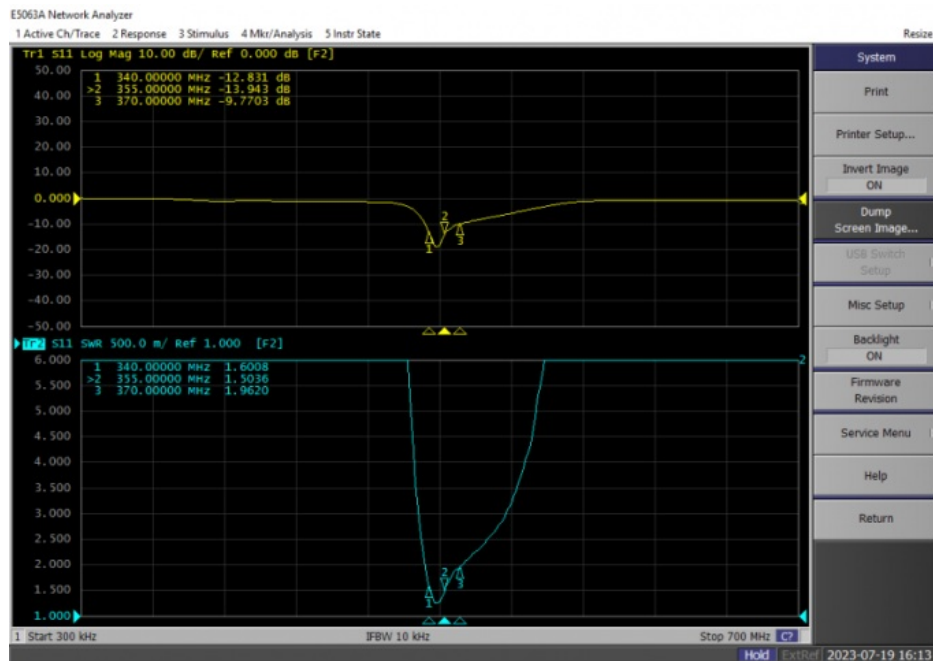 E5063A Network Analyzer
1 Active Ch/Trace 2 Response 3 Stimulus 4 Mkr/Analysis 5 Instr State
Resize
Tr1 S11 Log Mag 10.00 dB/ Ref 0.000 dB [F2]
50.00
1 340.00000 MHz -12.831 dB
>2 355.00000 MHz -13.943 dB
3 370.00000 MHz -9.7703 dB
40.00
30.00
20.00
10.00
0.000
-10.00
-20.00
-30.00
-40.00
-50.00
2
1
3
Tr2 S11 SWR 500.0 m/ Ref 1.000 [F2]
6.000
1 340.00000 MHz 1.6008
>2 355.00000 MHz 1.5036
3 370.00000 MHz 1.9620
5.500
5.000
4.500
4.000
3.500
3.000
2.500
2.000
1.500
1.000
2
2
1
3
1 Start 300 kHz
IFBW 10 kHz
Stop 700 MHz C?
System
Print
Printer Setup...
Invert Image
ON
Dump
Screen Image...
USB Switch
Setup
Misc Setup
Backlight
ON
Firmware
Revision
Service Menu
Help
Return
Hold ExtRef 2023-07-19 16:13